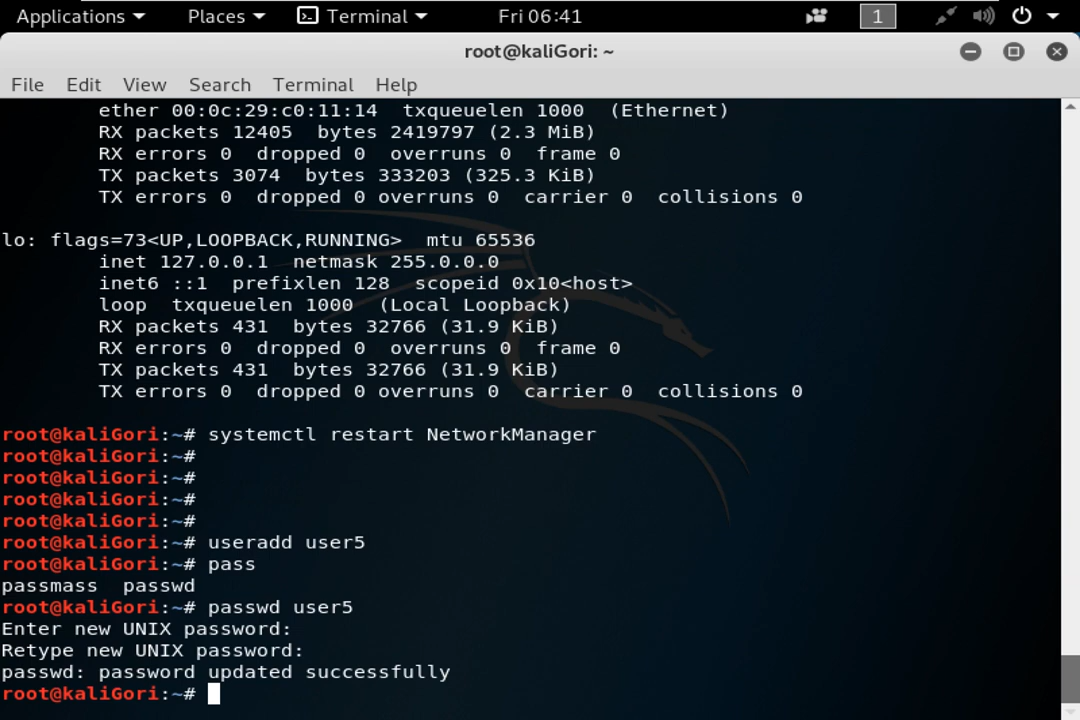 Applications Places Terminal Fri 06:41 1
root@kaliGori: ~
File Edit View Search Terminal Help
ether 00:0c:29:c0:11:14 txqueuelen 1000 (Ethernet)
RX packets 12405 bytes 2419797 (2.3 MiB)
RX errors 0 dropped 0 overruns 0 frame 0
TX packets 3074 bytes 333203 (325.3 KiB)
TX errors 0 dropped 0 overruns 0 carrier 0 collisions 0
lo: flags=73<UP,LOOPBACK,RUNNING> mtu 65536
inet 127.0.0.1 netmask 255.0.0.0
inet6 ::1 prefixlen 128 scopeid 0x10<host>
loop txqueuelen 1000 (Local Loopback)
RX packets 431 bytes 32766 (31.9 KiB)
RX errors 0 dropped 0 overruns 0 frame 0
TX packets 431 bytes 32766 (31.9 KiB)
TX errors 0 dropped 0 overruns 0 carrier 0 collisions 0
root@kaliGori:~# systemctl restart NetworkManager
root@kaliGori:~#
root@kaliGori:~#
root@kaliGori:~#
root@kaliGori:~#
root@kaliGori:~# useradd user5
root@kaliGori:~# pass
passmass passwd
root@kaliGori:~# passwd user5
Enter new UNIX password:
Retype new UNIX password:
passwd: password updated successfully
root@kaliGori:~#